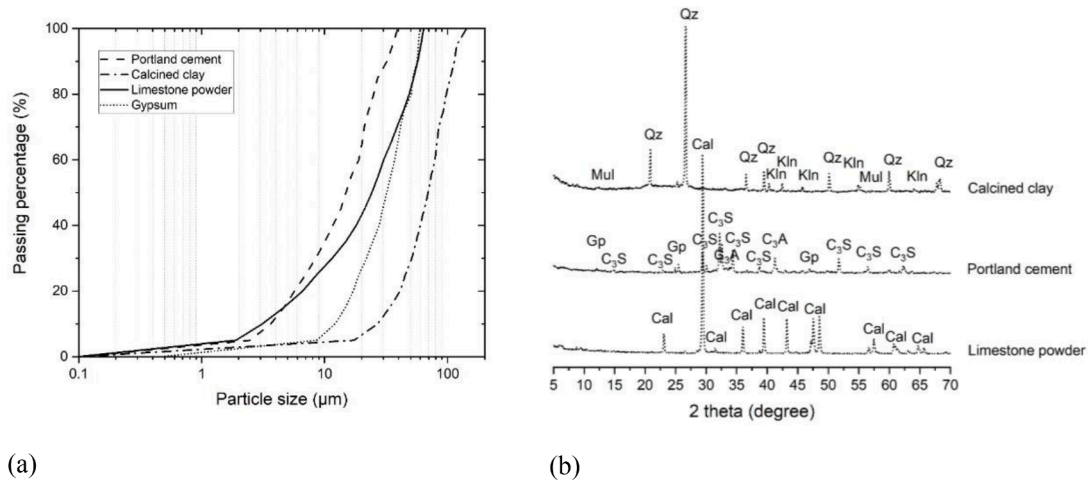 Passing percentage (%)
100
80
60
40
20
0
Portland cement
Calcined clay
Limestone powder
Gypsum
0.1 1 10 100
Particle size (µm)
(a)
Qz
Qz Cal Qz Qz Qz Qz
Mul Kln Kln Kln Mul Kln
Kln
Calcined clay
C₃S
Gp Gp C₃S C₃S C₃A C₃S
C₃S C₃S C₃A C₃S Gp C₃S C₃S
Portland cement
Cal Cal Cal Cal Cal
Cal Cal Cal Cal Cal
Limestone powder
5 10 15 20 25 30 35 40 45 50 55 60 65 70
2 theta (degree)
(b)